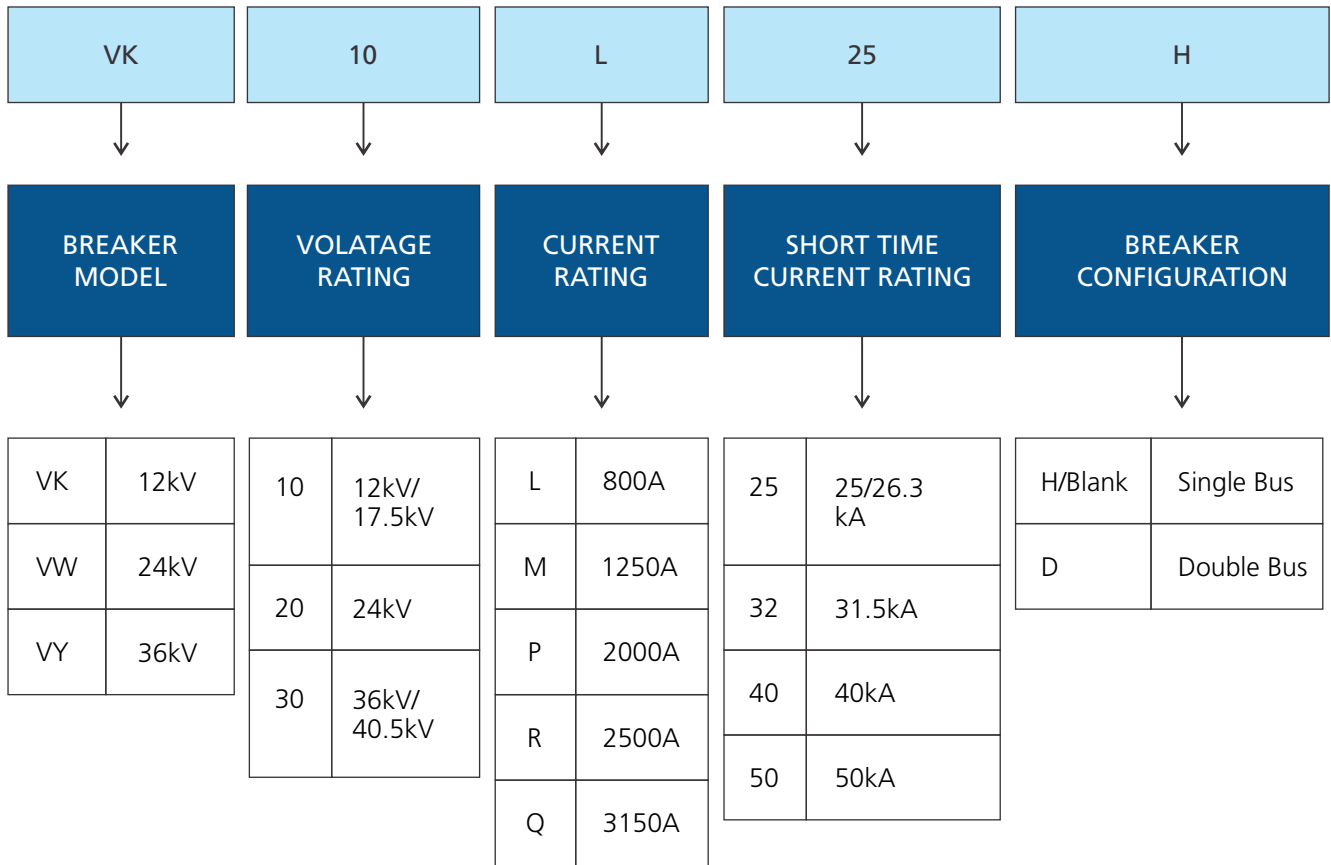 VK
10
L
25
H
BREAKER
MODEL
VOLATAGE
RATING
CURRENT
RATING
SHORT TIME
CURRENT RATING
BREAKER
CONFIGURATION
VK 12kV
VW 24kV
VY 36kV
10 12kV/
17.5kV
20 24kV
30 36kV/
40.5kV
L 800A
M 1250A
P 2000A
R 2500A
Q 3150A
25 25/26.3
kA
32 31.5kA
40 40kA
50 50kA
H/Blank Single Bus
D Double Bus